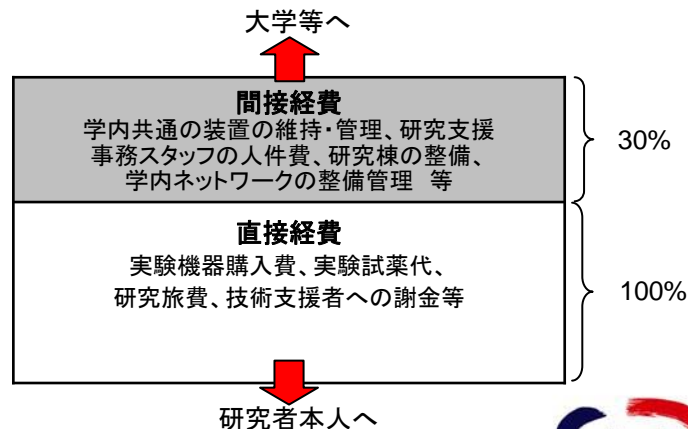 大学等へ
間接経費
学内共通の装置の維持・管理、研究支援
事務スタッフの人件費、研究棟の整備、
学内ネットワークの整備管理　等
30%
直接経費
実験機器購入費、実験試薬代、
研究旅費、技術支援者への謝金等
100%
研究者本人へ